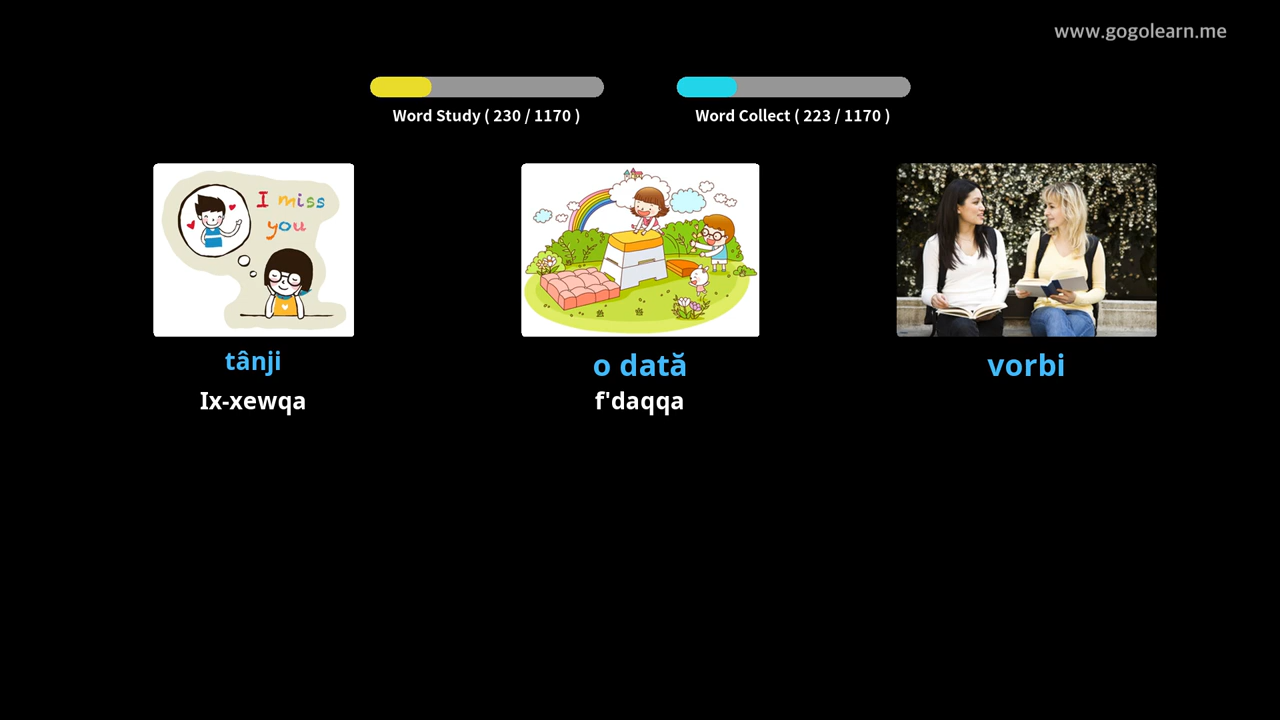 www.gogolearn.me
Word Study ( 230 / 1170 )
Word Collect ( 223 / 1170 )
I miss
you
tânji
o dată
vorbi
Ix-xewqa
f'daqqa